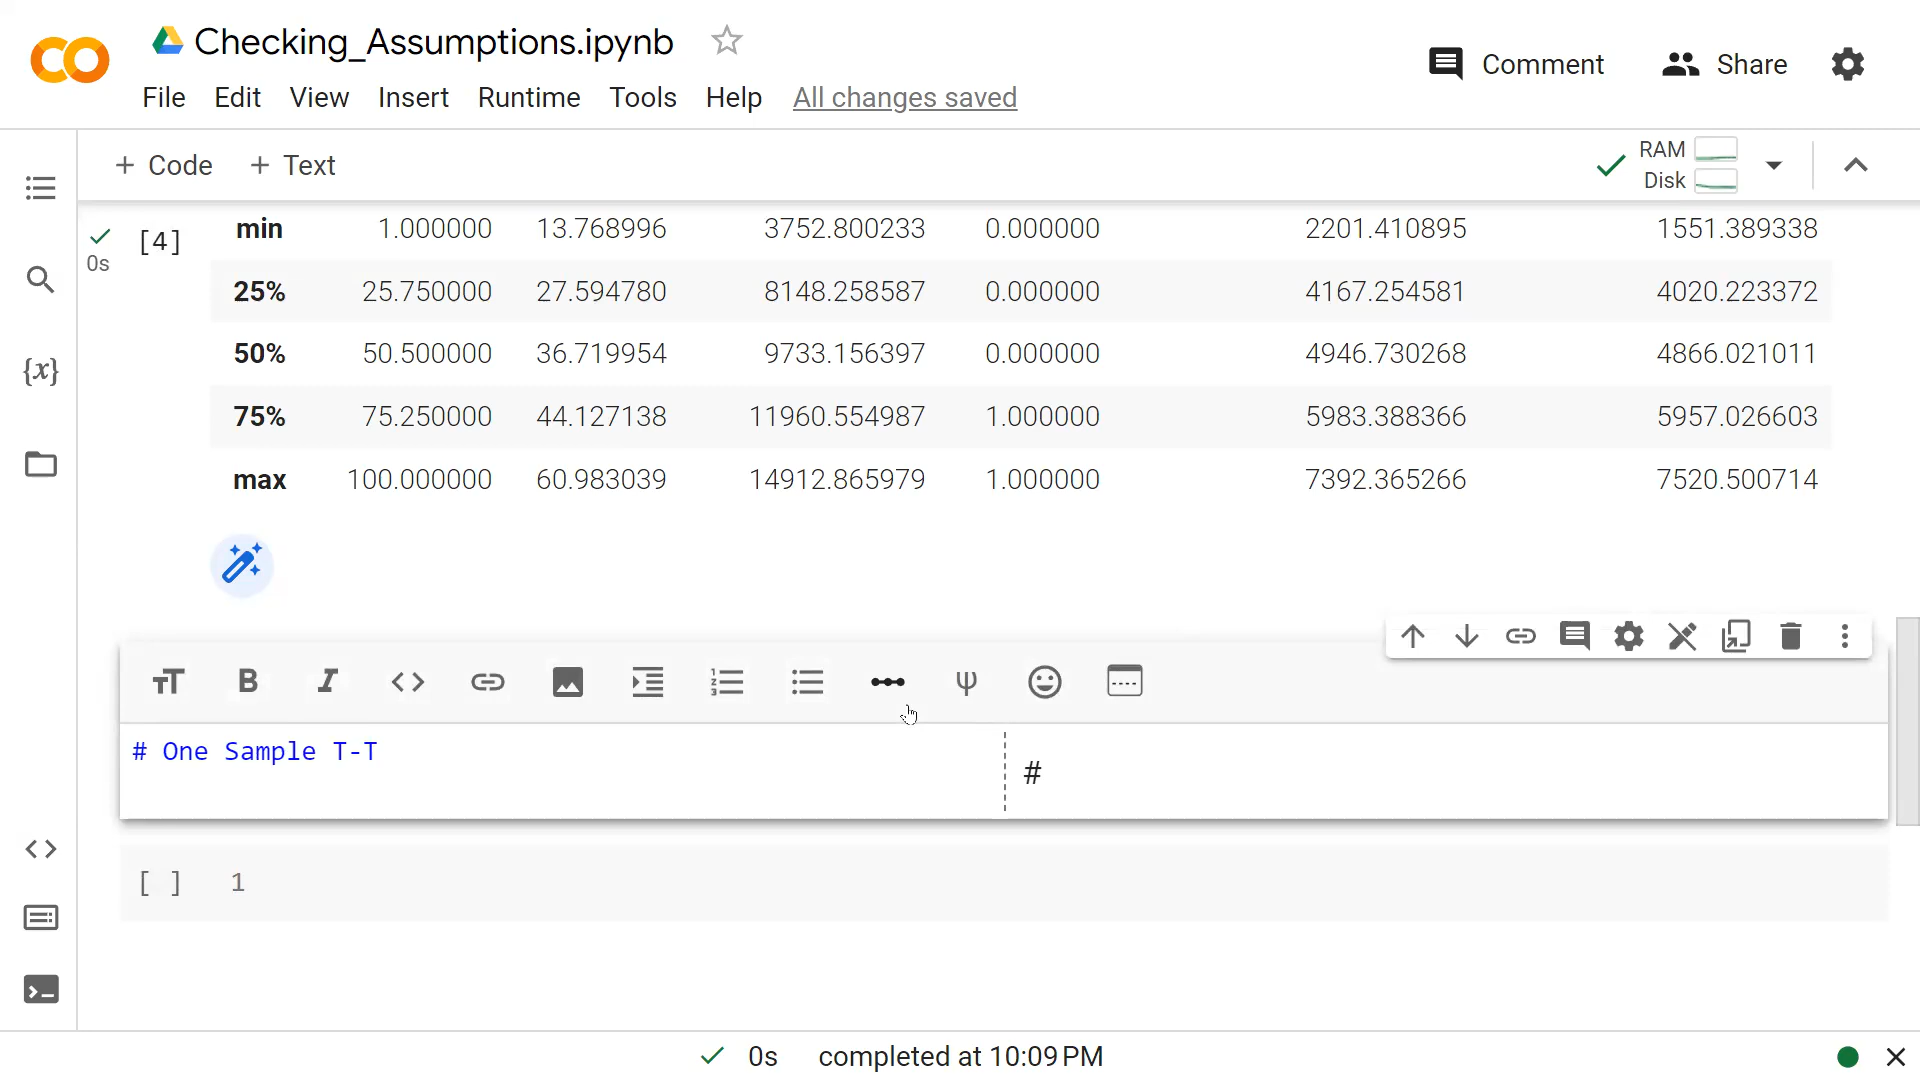 Checking_Assumptions.ipynb
File Edit View Insert Runtime Tools Help All changes saved
Comment Share
+ Code + Text
RAM
Disk
[4] min 1.000000 13.768996 3752.800233 0.000000 2201.410895 1551.389338
0s
25% 25.750000 27.594780 8148.258587 0.000000 4167.254581 4020.223372
50% 50.500000 36.719954 9733.156397 0.000000 4946.730268 4866.021011
75% 75.250000 44.127138 11960.554987 1.000000 5983.388366 5957.026603
max 100.000000 60.983039 14912.865979 1.000000 7392.365266 7520.500714
# One Sample T-T
#
[ ] 1
0s completed at 10:09 PM